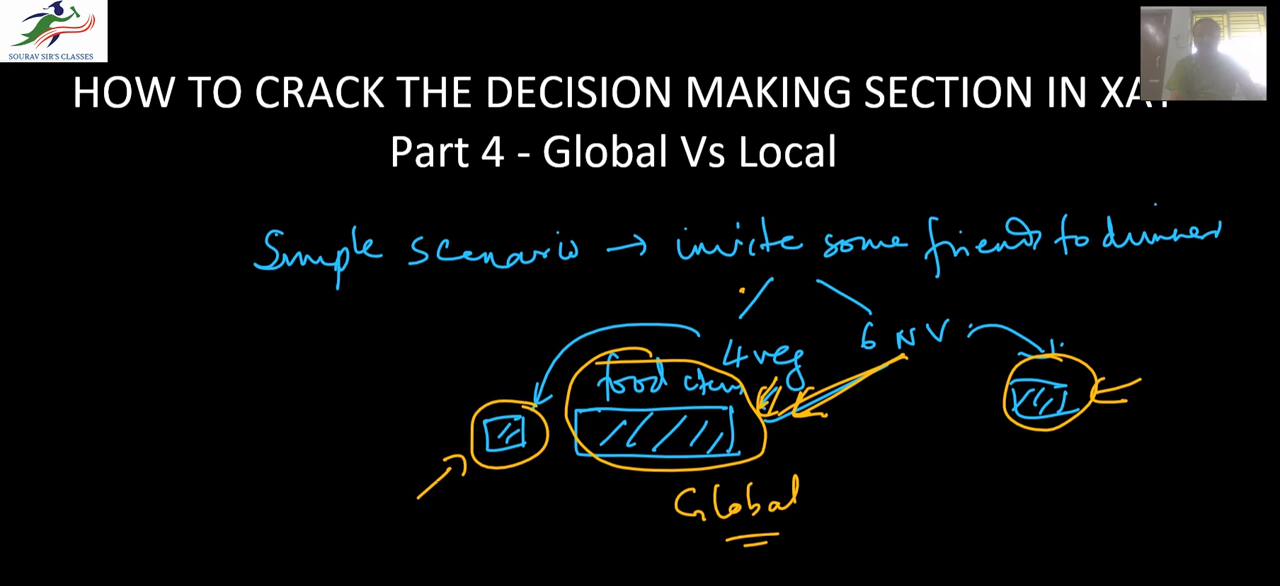 SOURAV SIR'S CLASSES
HOW TO CRACK THE DECISION MAKING SECTION IN XAT
Part 4 - Global Vs Local
Simple scenario → invite some friends to dinner
4 veg
6 NV
food items
Global